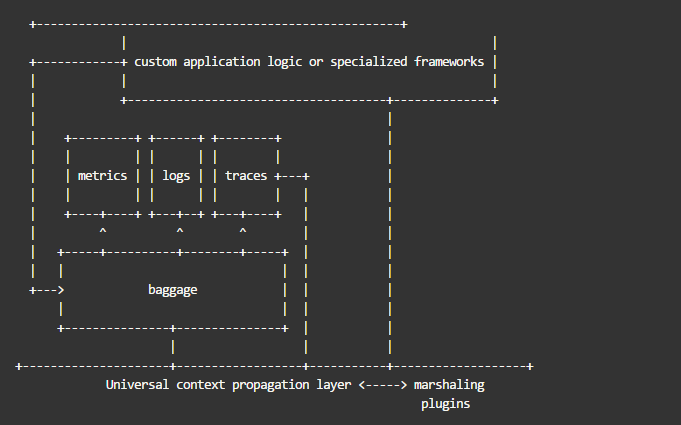 custom application logic or specialized frameworks
metrics logs traces
baggage
Universal context propagation layer <-----> marshaling
plugins